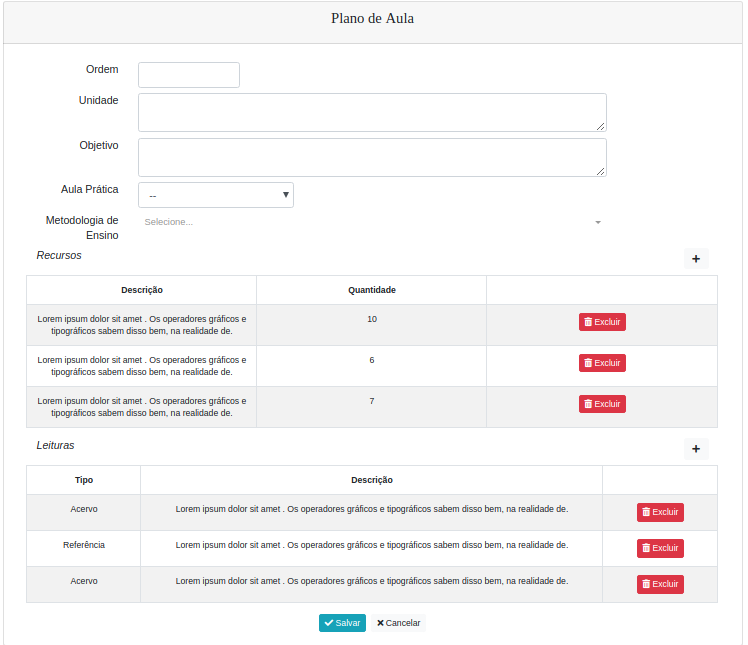 Plano de Aula
Ordem
Unidade
Objetivo
Aula Prática
--
Metodologia de
Ensino
Selecione...
Recursos
+
Descrição Quantidade
Lorem ipsum dolor sit amet . Os operadores gráficos e
tipográficos sabem disso bem, na realidade de.
10
Excluir
Lorem ipsum dolor sit amet . Os operadores gráficos e
tipográficos sabem disso bem, na realidade de.
6
Excluir
Lorem ipsum dolor sit amet . Os operadores gráficos e
tipográficos sabem disso bem, na realidade de.
7
Excluir
Leituras
+
Tipo Descrição
Acervo Lorem ipsum dolor sit amet . Os operadores gráficos e tipográficos sabem disso bem, na realidade de. Excluir
Referência Lorem ipsum dolor sit amet . Os operadores gráficos e tipográficos sabem disso bem, na realidade de. Excluir
Acervo Lorem ipsum dolor sit amet . Os operadores gráficos e tipográficos sabem disso bem, na realidade de. Excluir
Salvar Cancelar